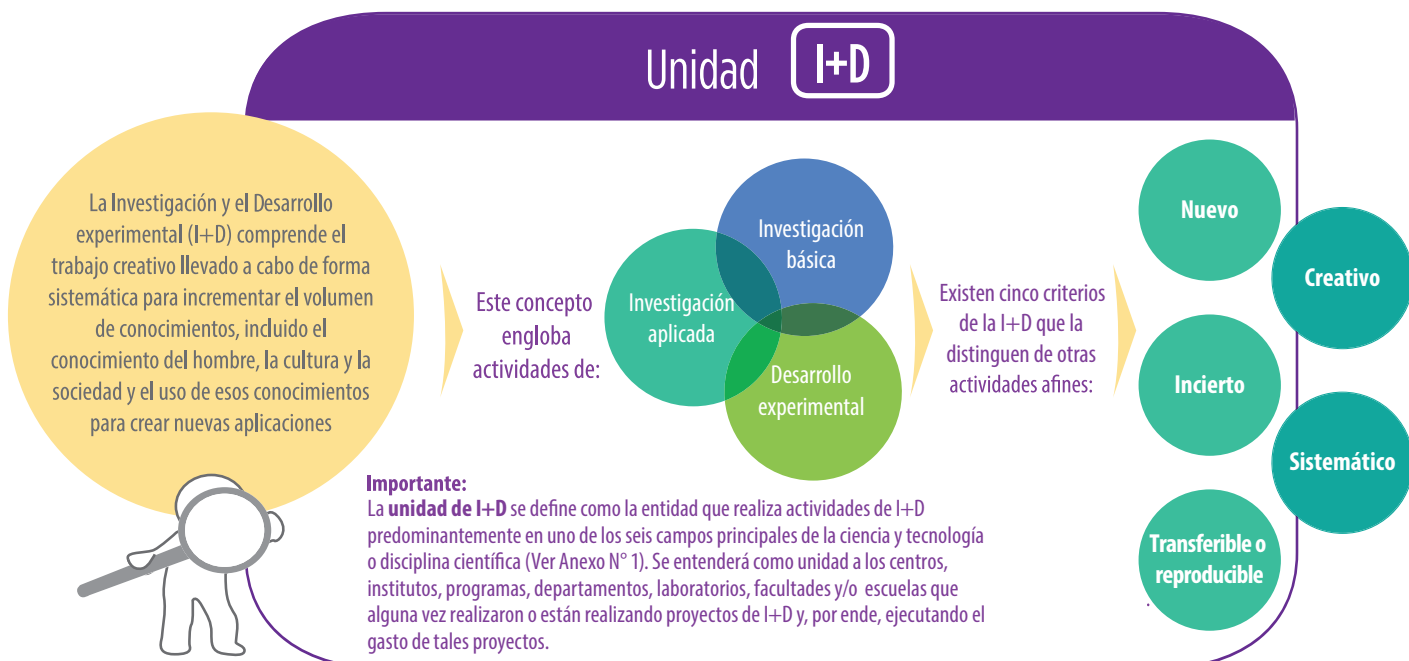 Unidad I+D
La Investigación y el Desarrollo
experimental (I+D) comprende el
trabajo creativo llevado a cabo de forma
sistemática para incrementar el volumen
de conocimientos, incluido el
conocimiento del hombre, la cultura y la
sociedad y el uso de esos conocimientos
para crear nuevas aplicaciones
Este concepto
engloba
actividades de:
Investigación
básica
Investigación
aplicada
Desarrollo
experimental
Existen cinco criterios
de la I+D que la
distinguen de otras
actividades afines:
Nuevo
Creativo
Incierto
Sistemático
Transferible o
reproducible
.
Importante:
La unidad de I+D se define como la entidad que realiza actividades de I+D
predominantemente en uno de los seis campos principales de la ciencia y tecnología
o disciplina científica (Ver Anexo N° 1). Se entenderá como unidad a los centros,
institutos, programas, departamentos, laboratorios, facultades y/o escuelas que
alguna vez realizaron o están realizando proyectos de I+D y, por ende, ejecutando el
gasto de tales proyectos.